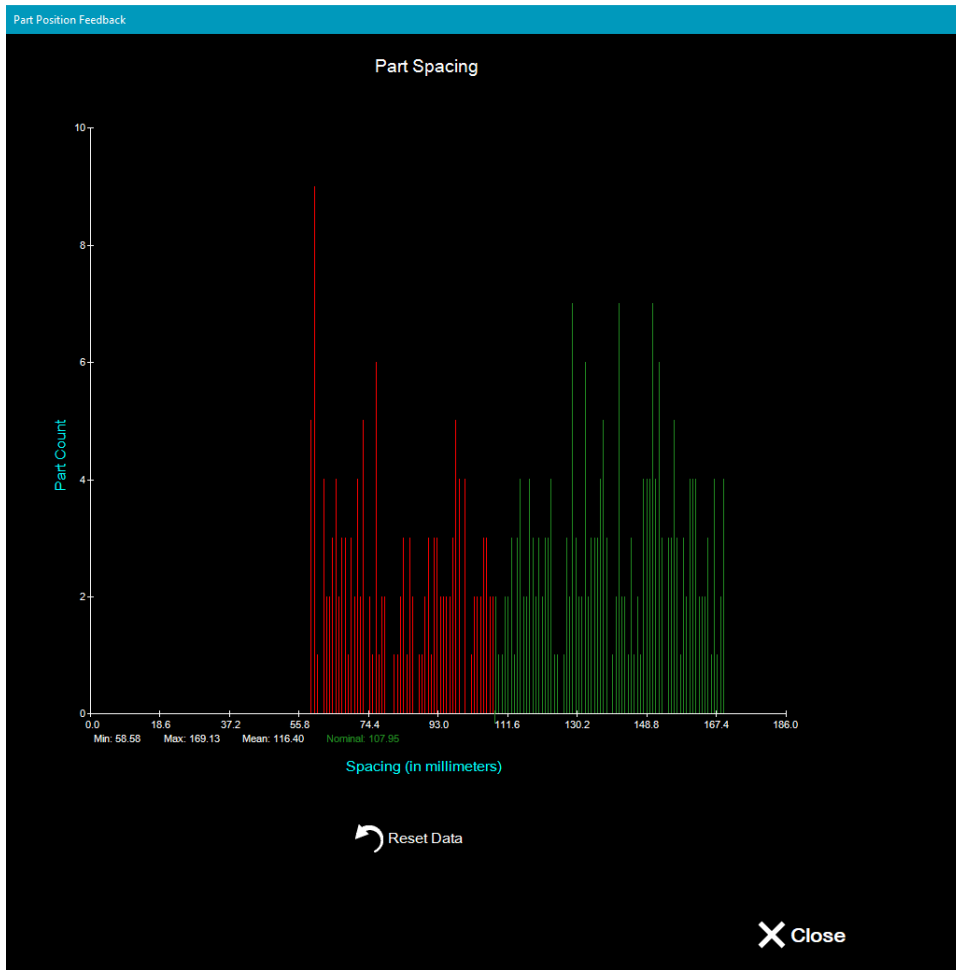 Part Position Feedback
Part Spacing
10
8
6
4
2
0
Part Count
0.0 18.6 37.2 55.8 74.4 93.0 111.6 130.2 148.8 167.4 186.0
Min: 58.58 Max: 169.13 Mean: 116.40 Nominal: 107.95
Spacing (in millimeters)
Reset Data
Close